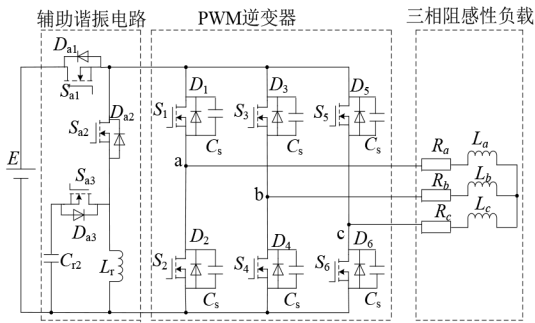 辅助谐振电路 PWM逆变器 三相阻感性负载
Da1
Sa1
Da2
Sa2
Sa3
Da3
E
Cr2
Lr
D1 D3 D5
S1 S3 S5
Cs Cs Cs
a
b
c
Ra La
Rb Lb
Rc Lc
D2 D4 D6
S2 S4 S6
Cs Cs Cs